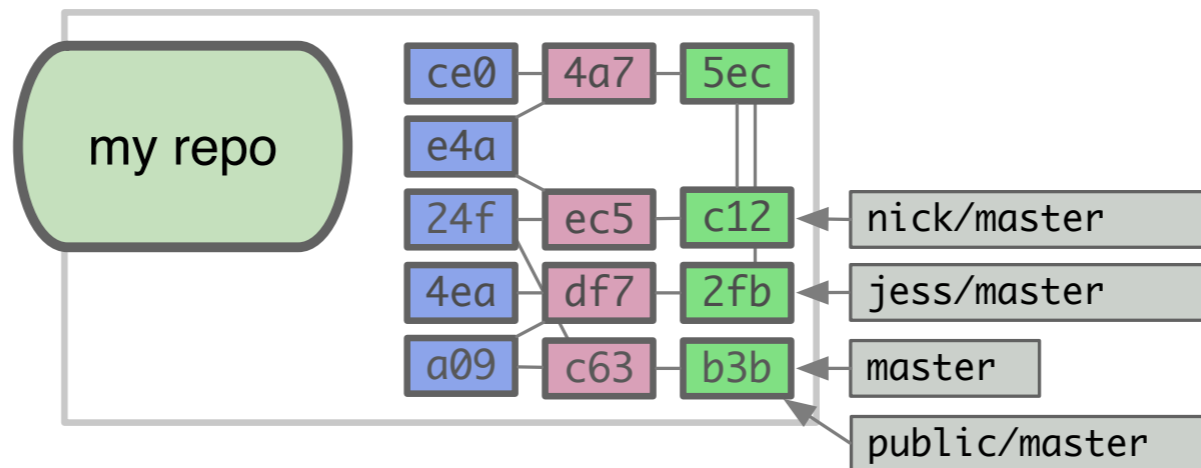 my repo
ce0 4a7 5ec
e4a
24f ec5 c12 nick/master
4ea df7 2fb jess/master
a09 c63 b3b master
public/master